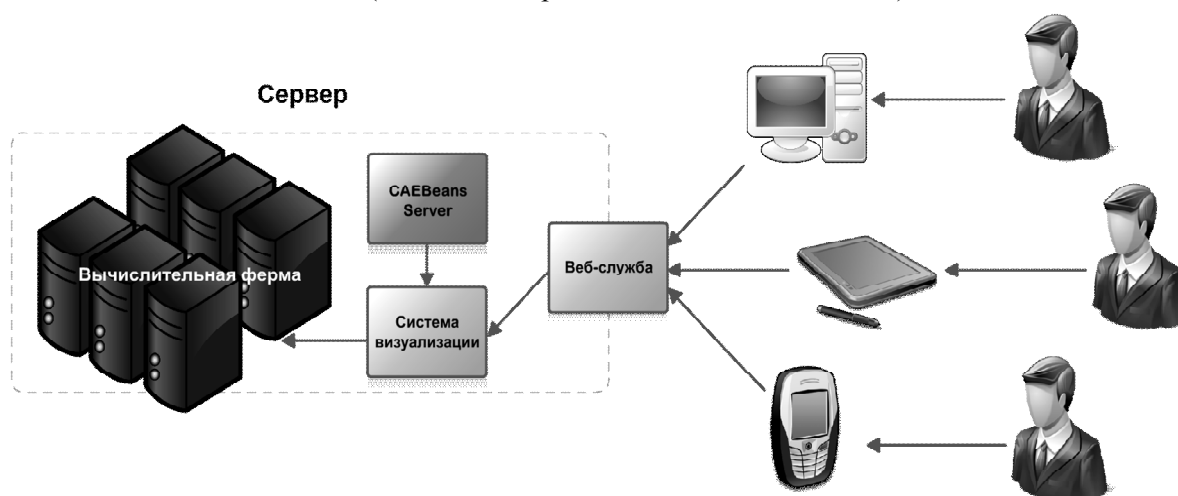 Сервер
CAEBeans
Server
Вычислительная ферма
Веб-служба
Система
визуализации